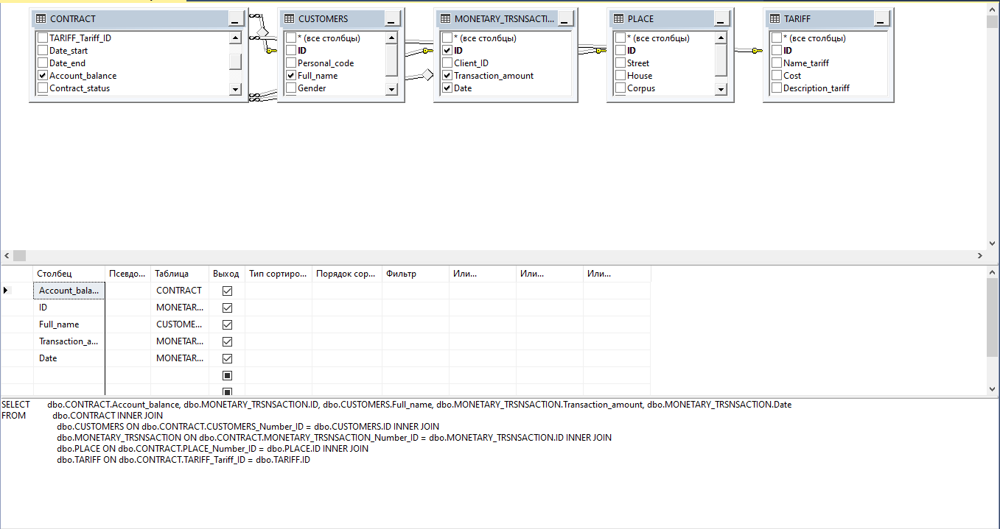 CONTRACT
TARIFF_Tariff_ID
Date_start
Date_end
Account_balance
Contract_status
CUSTOMERS
* (все столбцы)
ID
Personal_code
Full_name
Gender
MONETARY_TRSNSACTI...
* (все столбцы)
ID
Client_ID
Transaction_amount
Date
PLACE
* (все столбцы)
ID
Street
House
Corpus
TARIFF
* (все столбцы)
ID
Name_tariff
Cost
Description_tariff
Столбец Псевдо... Таблица Выход Тип сортиро... Порядок сор... Фильтр Или... Или... Или...
Account_bala... CONTRACT
ID MONETAR...
Full_name CUSTOME...
Transaction_a... MONETAR...
Date MONETAR...
SELECT dbo.CONTRACT.Account_balance, dbo.MONETARY_TRSNSACTION.ID, dbo.CUSTOMERS.Full_name, dbo.MONETARY_TRSNSACTION.Transaction_amount, dbo.MONETARY_TRSNSACTION.Date
FROM dbo.CONTRACT INNER JOIN
dbo.CUSTOMERS ON dbo.CONTRACT.CUSTOMERS_Number_ID = dbo.CUSTOMERS.ID INNER JOIN
dbo.MONETARY_TRSNSACTION ON dbo.CONTRACT.MONETARY_TRSNSACTION_Number_ID = dbo.MONETARY_TRSNSACTION.ID INNER JOIN
dbo.PLACE ON dbo.CONTRACT.PLACE_Number_ID = dbo.PLACE.ID INNER JOIN
dbo.TARIFF ON dbo.CONTRACT.TARIFF_Tariff_ID = dbo.TARIFF.ID